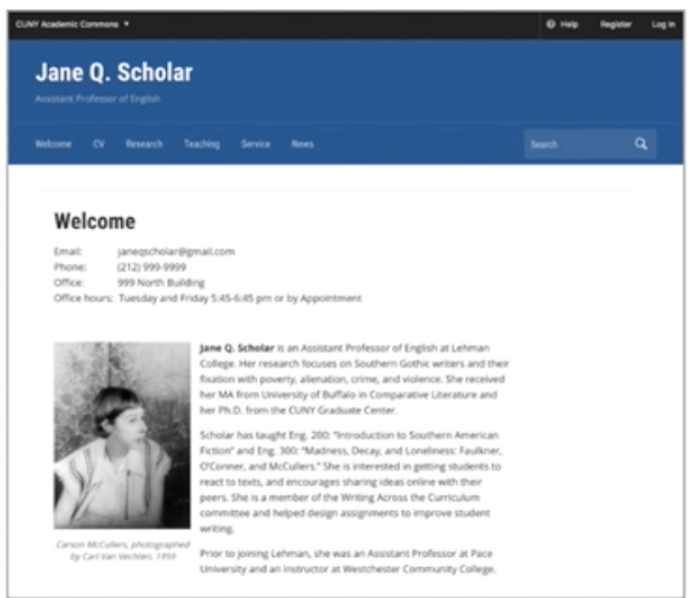 CUNY Academic Commons
Help Register Log in
Jane Q. Scholar
Assistant Professor of English
Welcome CV Research Teaching Service News
Search
Welcome
Email: janeqscholar@gmail.com
Phone: (212) 999-9999
Office: 999 North Building
Office hours: Tuesday and Friday 5:45-6:45 pm or by Appointment
Jane Q. Scholar is an Assistant Professor of English at Lehman
College. Her research focuses on Southern Gothic writers and their
fixation with poverty, alienation, crime, and violence. She received
her MA from University of Buffalo in Comparative Literature and
her Ph.D. from the CUNY Graduate Center.
Scholar has taught Eng. 200: "Introduction to Southern American
Fiction" and Eng. 300: "Madness, Decay, and Loneliness: Faulkner,
O'Conner, and McCullers." She is interested in getting students to
react to texts, and encourages sharing ideas online with their
peers. She is a member of the Writing Across the Curriculum
committee and helped design assignments to improve student
writing.
Prior to joining Lehman, she was an Assistant Professor at Pace
University and an instructor at Westchester Community College.
Carson McCullers, photographed
by Carl Van Vechten, 1959